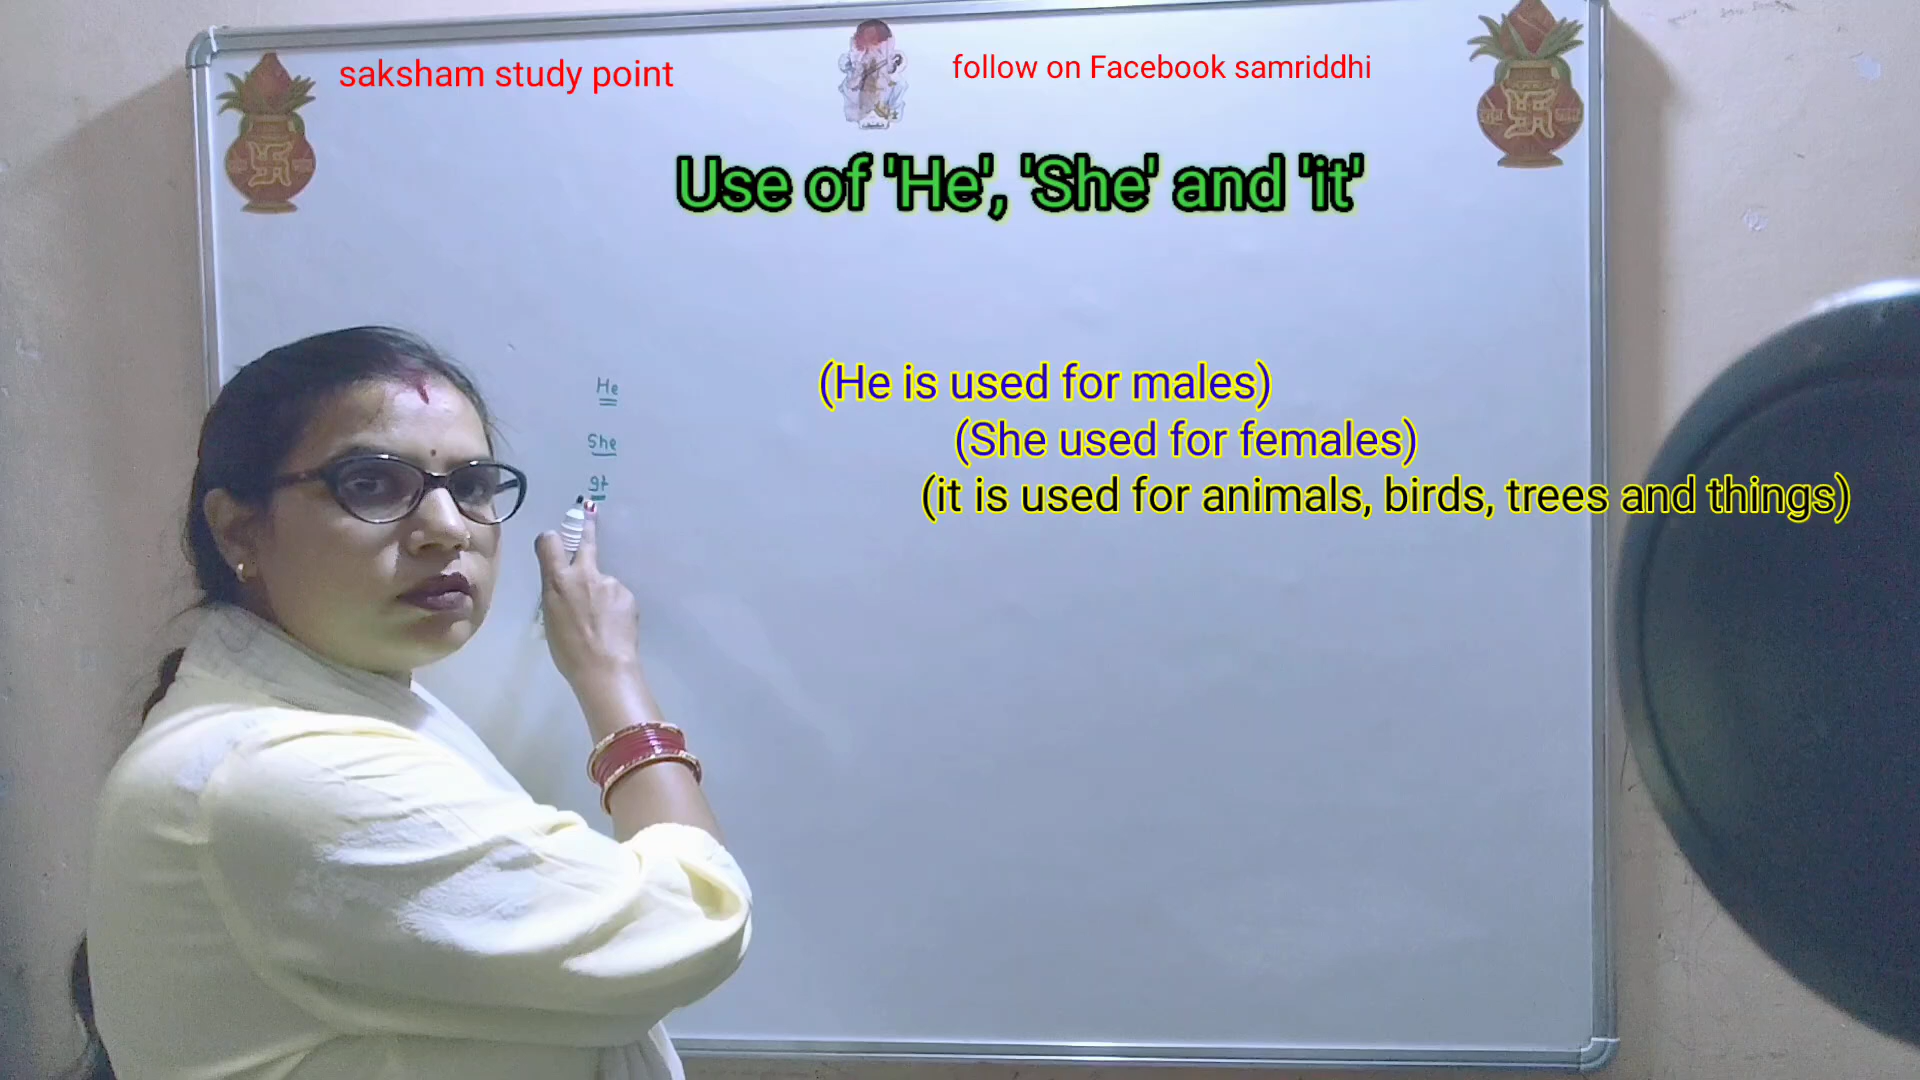 saksham study point
follow on Facebook samriddhi
Use of 'He', 'She' and 'it'
He
(He is used for males)
She
(She used for females)
It
(it is used for animals, birds, trees and things)